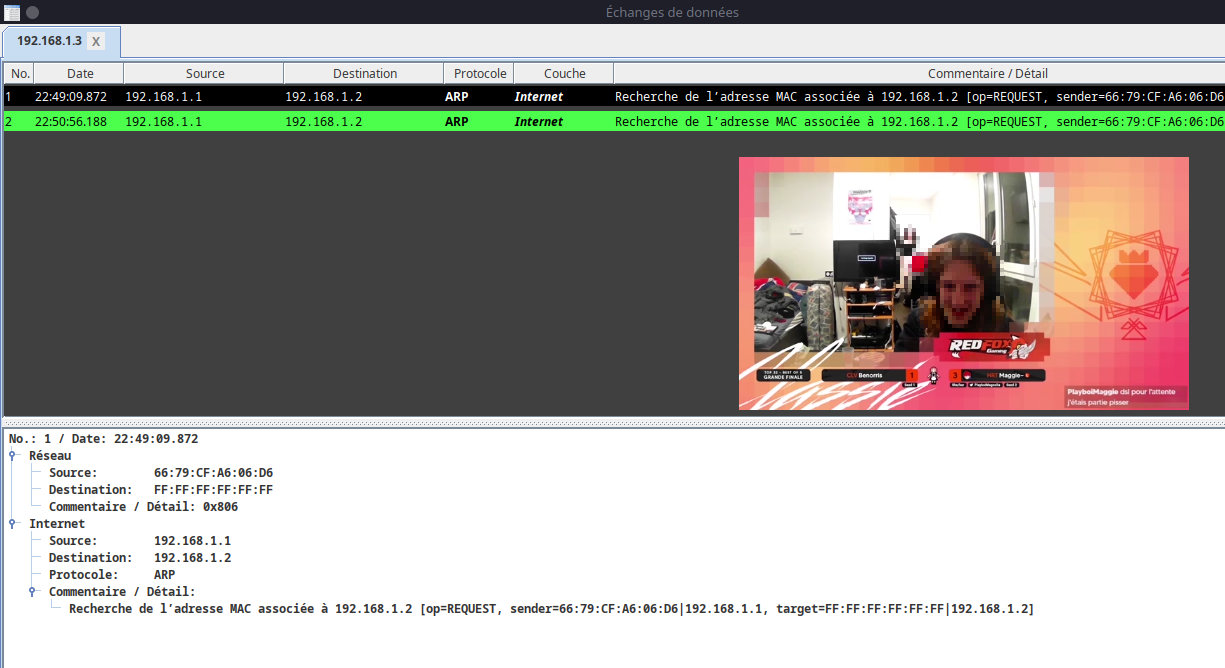 Échanges de données
192.168.1.3 X
No. Date Source Destination Protocole Couche Commentaire / Détail
1 22:49:09.872 192.168.1.1 192.168.1.2 ARP Internet Recherche de l’adresse MAC associée à 192.168.1.2 [op=REQUEST, sender=66:79:CF:A6:06:D6
2 22:50:56.188 192.168.1.1 192.168.1.2 ARP Internet Recherche de l’adresse MAC associée à 192.168.1.2 [op=REQUEST, sender=66:79:CF:A6:06:D6
REDFOX
Gaming
TOP 32 - BEST OF 5
GRANDE FINALE
Benorris 1
3 Maggie-
PlayboiMaggie dsl pour l'attente
j'étais partie pisser
No.: 1 / Date: 22:49:09.872
Réseau
Source: 66:79:CF:A6:06:D6
Destination: FF:FF:FF:FF:FF:FF
Commentaire / Détail: 0x806
Internet
Source: 192.168.1.1
Destination: 192.168.1.2
Protocole: ARP
Commentaire / Détail:
Recherche de l’adresse MAC associée à 192.168.1.2 [op=REQUEST, sender=66:79:CF:A6:06:D6|192.168.1.1, target=FF:FF:FF:FF:FF:FF|192.168.1.2]